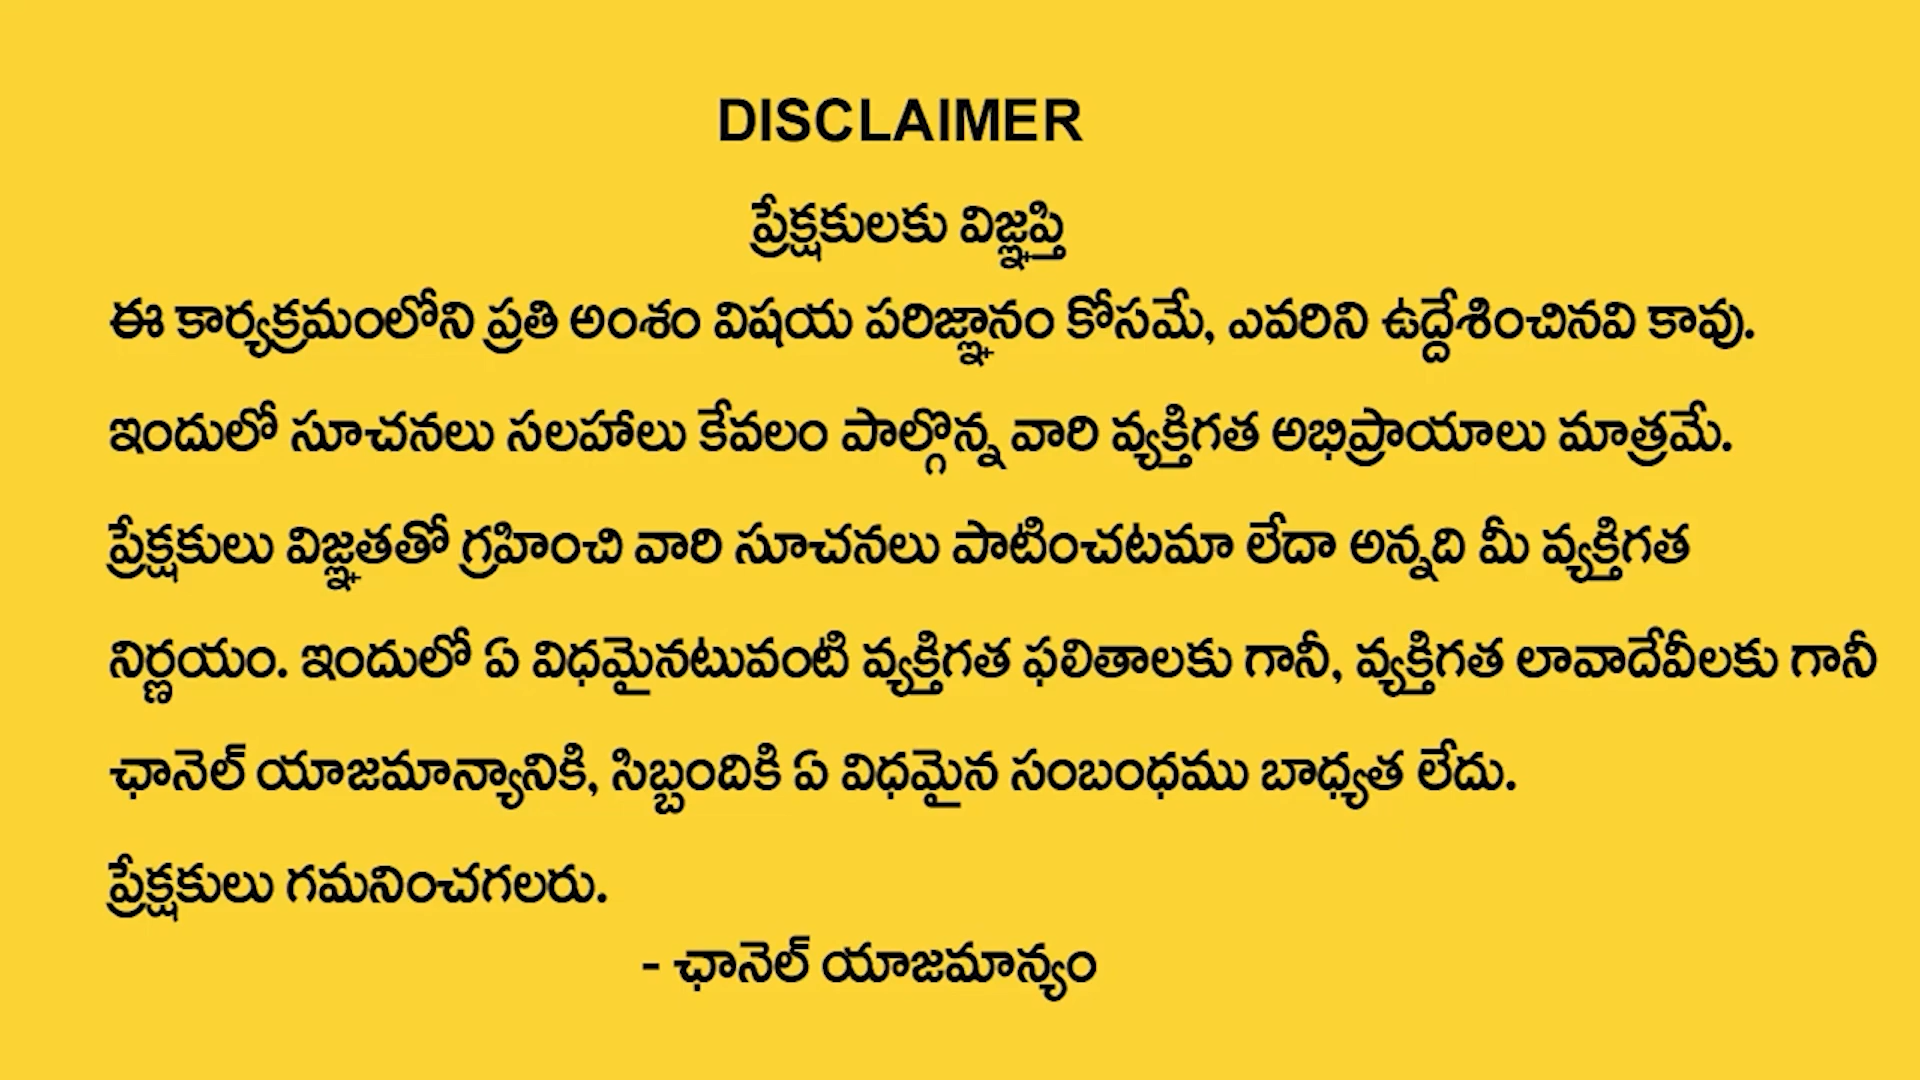 DISCLAIMER
ప్రేక్షకులకు విజ్ఞప్తి
ఈ కార్యక్రమంలోని ప్రతి అంశం విషయ పరిజ్ఞానం కోసమే, ఎవరిని ఉద్దేశించినవి కావు.
ఇందులో సూచనలు సలహాలు కేవలం పాల్గొన్న వారి వ్యక్తిగత అభిప్రాయాలు మాత్రమే.
ప్రేక్షకులు విజ్ఞతతో గ్రహించి వారి సూచనలు పాటించటమా లేదా అన్నది మీ వ్యక్తిగత
నిర్ణయం. ఇందులో ఏ విధమైనటువంటి వ్యక్తిగత ఫలితాలకు గానీ, వ్యక్తిగత లావాదేవీలకు గానీ
ఛానెల్ యాజమాన్యానికి, సిబ్బందికి ఏ విధమైన సంబంధము బాధ్యత లేదు.
ప్రేక్షకులు గమనించగలరు.
- ఛానెల్ యాజమాన్యం